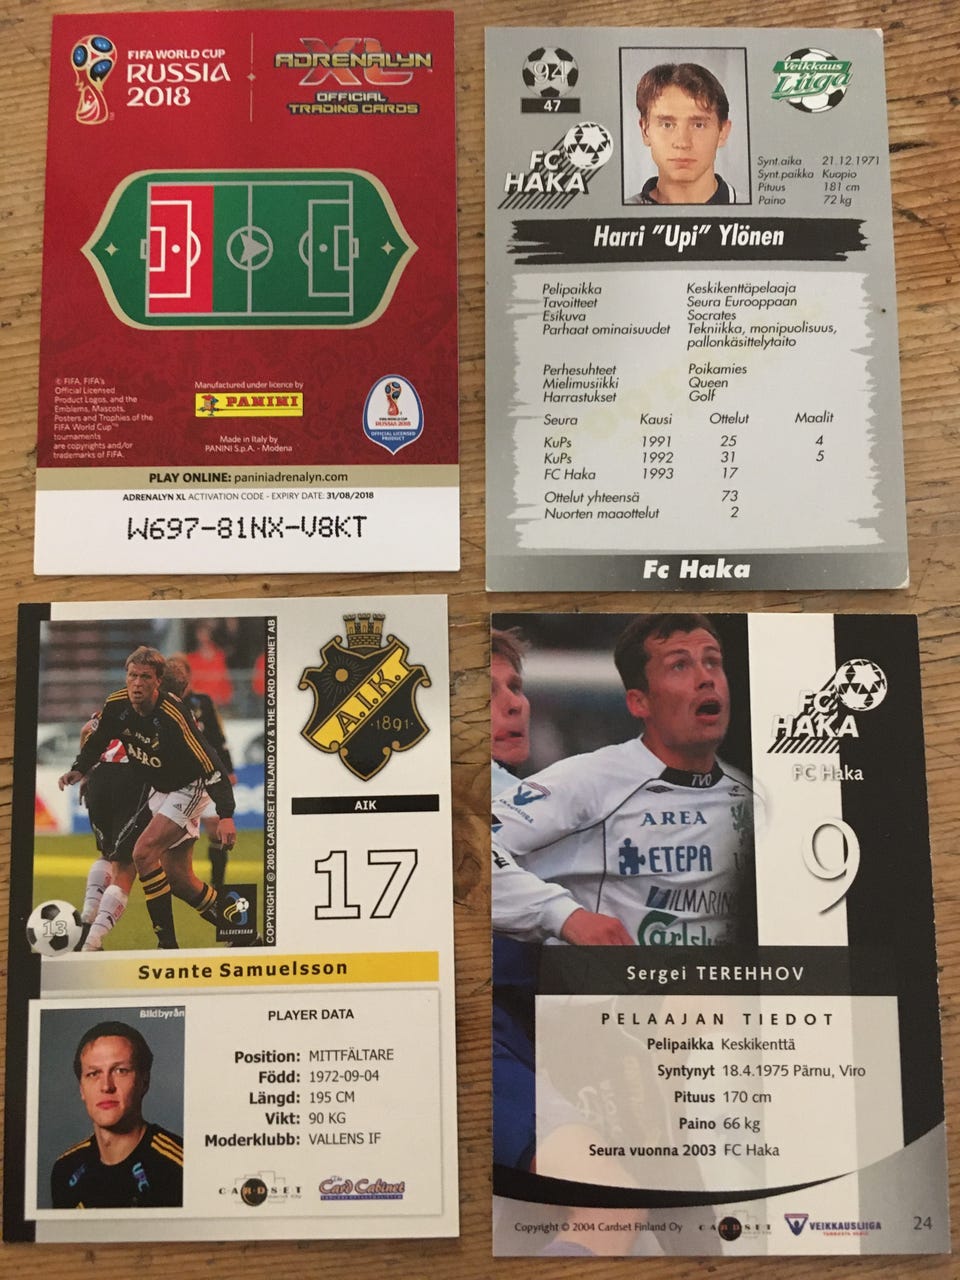 FIFA WORLD CUP
RUSSIA
2018
ADRENALYN
XL™
OFFICIAL
TRADING CARDS
© FIFA, FIFA's
Official Licensed
Product Logos, and the
Emblems, Mascots,
Posters and Trophies of the
FIFA World Cup™
tournaments
are copyrights and/or
trademarks of FIFA.
Manufactured under licence by
PANINI
Made in Italy by
PANINI S.p.A. - Modena
FIFA WORLD CUP
RUSSIA 2018
OFFICIAL LICENSED
PRODUCT
PLAY ONLINE: paniniadrenalyn.com
ADRENALYN XL ACTIVATION CODE - EXPIRY DATE: 31/08/2018
W697-81NX-V8KT
94
47
FC
HAKA
Veikkaus
Liiga
Synt.aika 21.12.1971
Synt.paikka Kuopio
Pituus 181 cm
Paino 72 kg
Harri "Upi" Ylönen
Pelipaikka Keskikenttäpelaaja
Tavoitteet Seura Eurooppaan
Esikuva Socrates
Parhaat ominaisuudet Tekniikka, monipuolisuus,
pallonkäsittelytaito
Perhesuhteet Poikamies
Mielimusiikki Queen
Harrastukset Golf
Seura Kausi Ottelut Maalit
KuPs 1991 25 4
KuPs 1992 31 5
FC Haka 1993 17
Ottelut yhteensä 73
Nuorten maaottelut 2
Fc Haka
COPYRIGHT © 2003 CARDSET FINLAND OY & THE CARD CABINET AB
AERO
ALLSVENSKAN
13
A.I.K.
1891
AIK
17
Svante Samuelsson
Bildbyrån
PLAYER DATA
Position: MITTFÄLTARE
Född: 1972-09-04
Längd: 195 CM
Vikt: 90 KG
Moderklubb: VALLENS IF
CARDSET
The
Card Cabinet
TVO
AREA
ETEPA
Carlsberg
FC
HAKA
FC Haka
9
Sergei TEREHHOV
PELAAJAN TIEDOT
Pelipaikka Keskikenttä
Syntynyt 18.4.1975 Pärnu, Viro
Pituus 170 cm
Paino 66 kg
Seura vuonna 2003 FC Haka
Copyright © 2004 Cardset Finland Oy
CARDSET
VEIKKAUSLIIGA
24